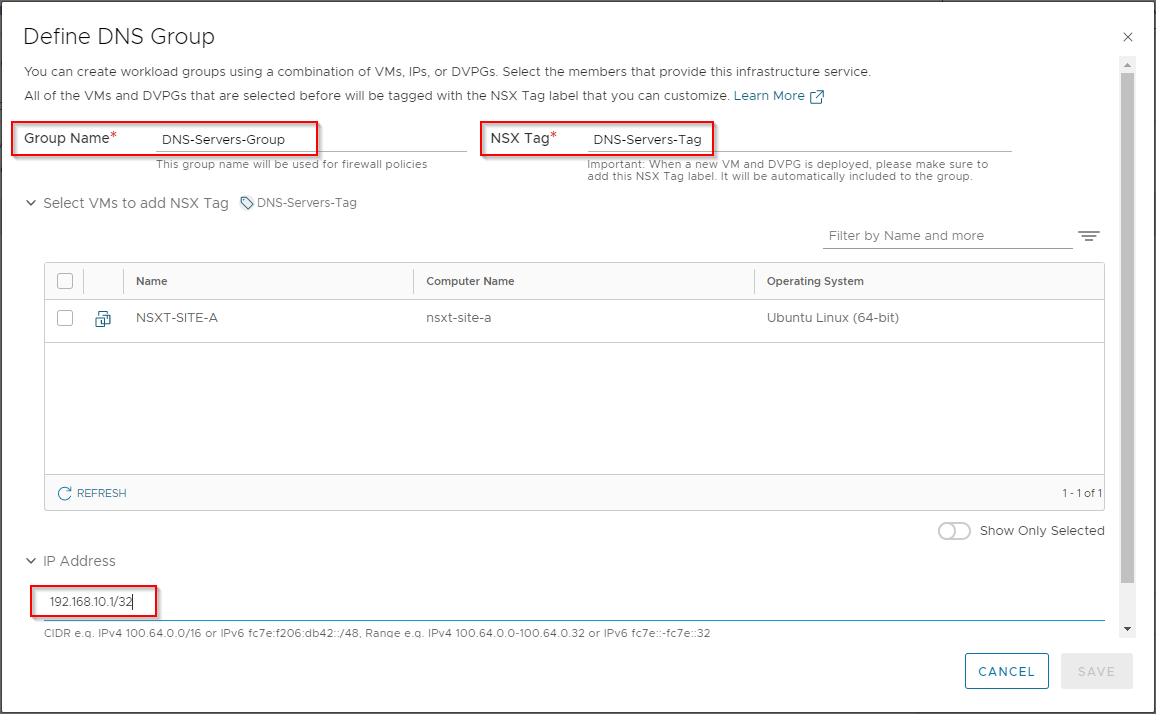 Define DNS Group
You can create workload groups using a combination of VMs, IPs, or DVPGs. Select the members that provide this infrastructure service.
All of the VMs and DVPGs that are selected before will be tagged with the NSX Tag label that you can customize. Learn More
Group Name* DNS-Servers-Group NSX Tag* DNS-Servers-Tag
This group name will be used for firewall policies
Important: When a new VM and DVPG is deployed, please make sure to
add this NSX Tag label. It will be automatically included to the group.
Select VMs to add NSX Tag DNS-Servers-Tag
Filter by Name and more
Name Computer Name Operating System
NSXT-SITE-A nsxt-site-a Ubuntu Linux (64-bit)
REFRESH 1 - 1 of 1
Show Only Selected
IP Address
192.168.10.1/32
CIDR e.g. IPv4 100.64.0.0/16 or IPv6 fc7e:f206:db42::/48, Range e.g. IPv4 100.64.0.0-100.64.0.32 or IPv6 fc7e::-fc7e::32
CANCEL SAVE